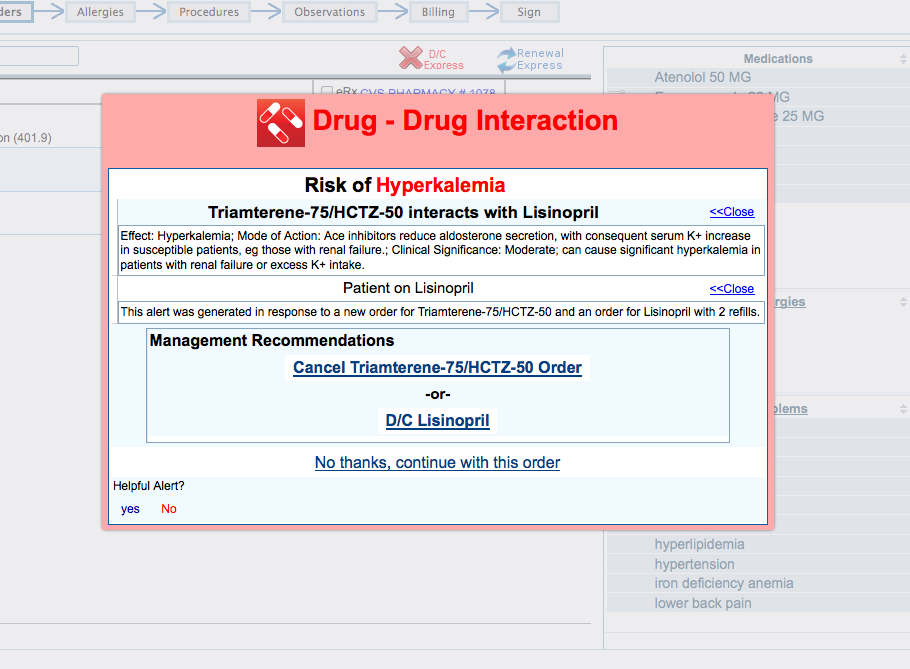 ders
Allergies
Procedures
Observations
Billing
Sign
D/C
Express
Renewal
Express
Medications
Atenolol 50 MG
eRx CVS PHARMACY # 1078
MG
e 25 MG
on (401.9)
Drug - Drug Interaction
Risk of Hyperkalemia
Triamterene-75/HCTZ-50 interacts with Lisinopril
<<Close
Effect: Hyperkalemia; Mode of Action: Ace inhibitors reduce aldosterone secretion, with consequent serum K+ increase
in susceptible patients, eg those with renal failure.; Clinical Significance: Moderate; can cause significant hyperkalemia in
patients with renal failure or excess K+ intake.
Patient on Lisinopril
<<Close
This alert was generated in response to a new order for Triamterene-75/HCTZ-50 and an order for Lisinopril with 2 refills.
rgies
Management Recommendations
Cancel Triamterene-75/HCTZ-50 Order
-or-
D/C Lisinopril
blems
No thanks, continue with this order
Helpful Alert?
yes No
hyperlipidemia
hypertension
iron deficiency anemia
lower back pain